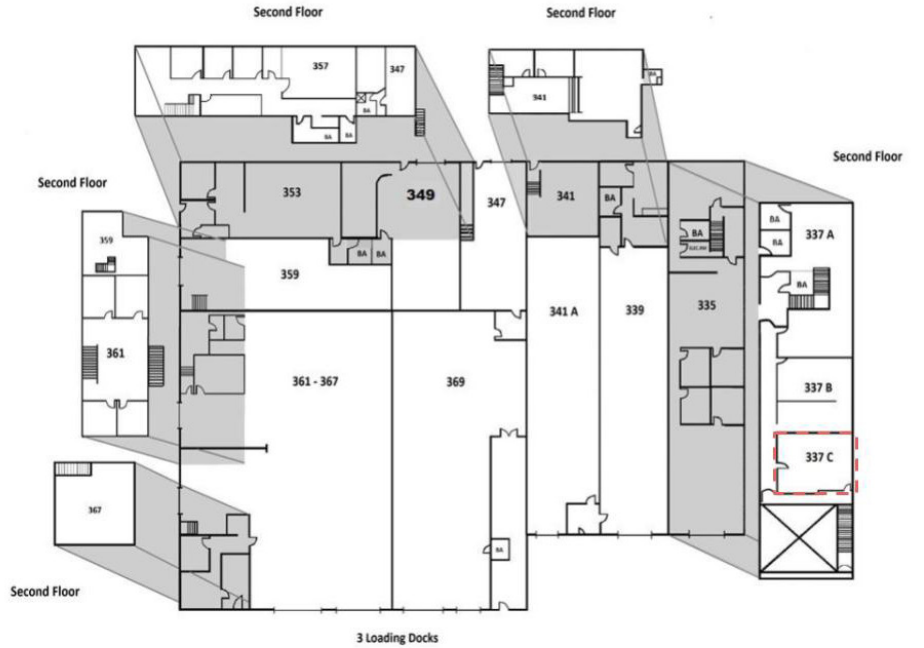 Second Floor
Second Floor
357
347
BA
BA
BA
341
BA
Second Floor
Second Floor
353
349
347
341
BA
BA
337 A
BA
BA
BA
359
359
BA
BA
341 A
339
335
361
361 - 367
369
337 B
337 C
367
BA
Second Floor
3 Loading Docks